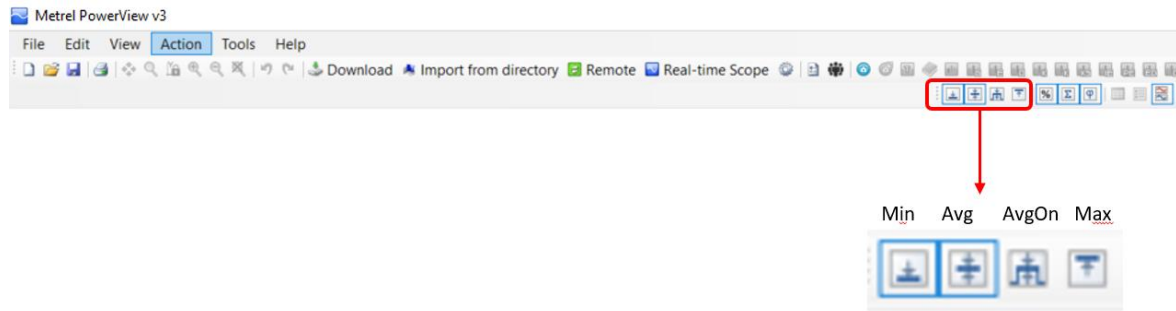 Metrel PowerView v3
File Edit View Action Tools Help
Download Import from directory Remote Real-time Scope
% Σ φ
Min Avg AvgOn Max